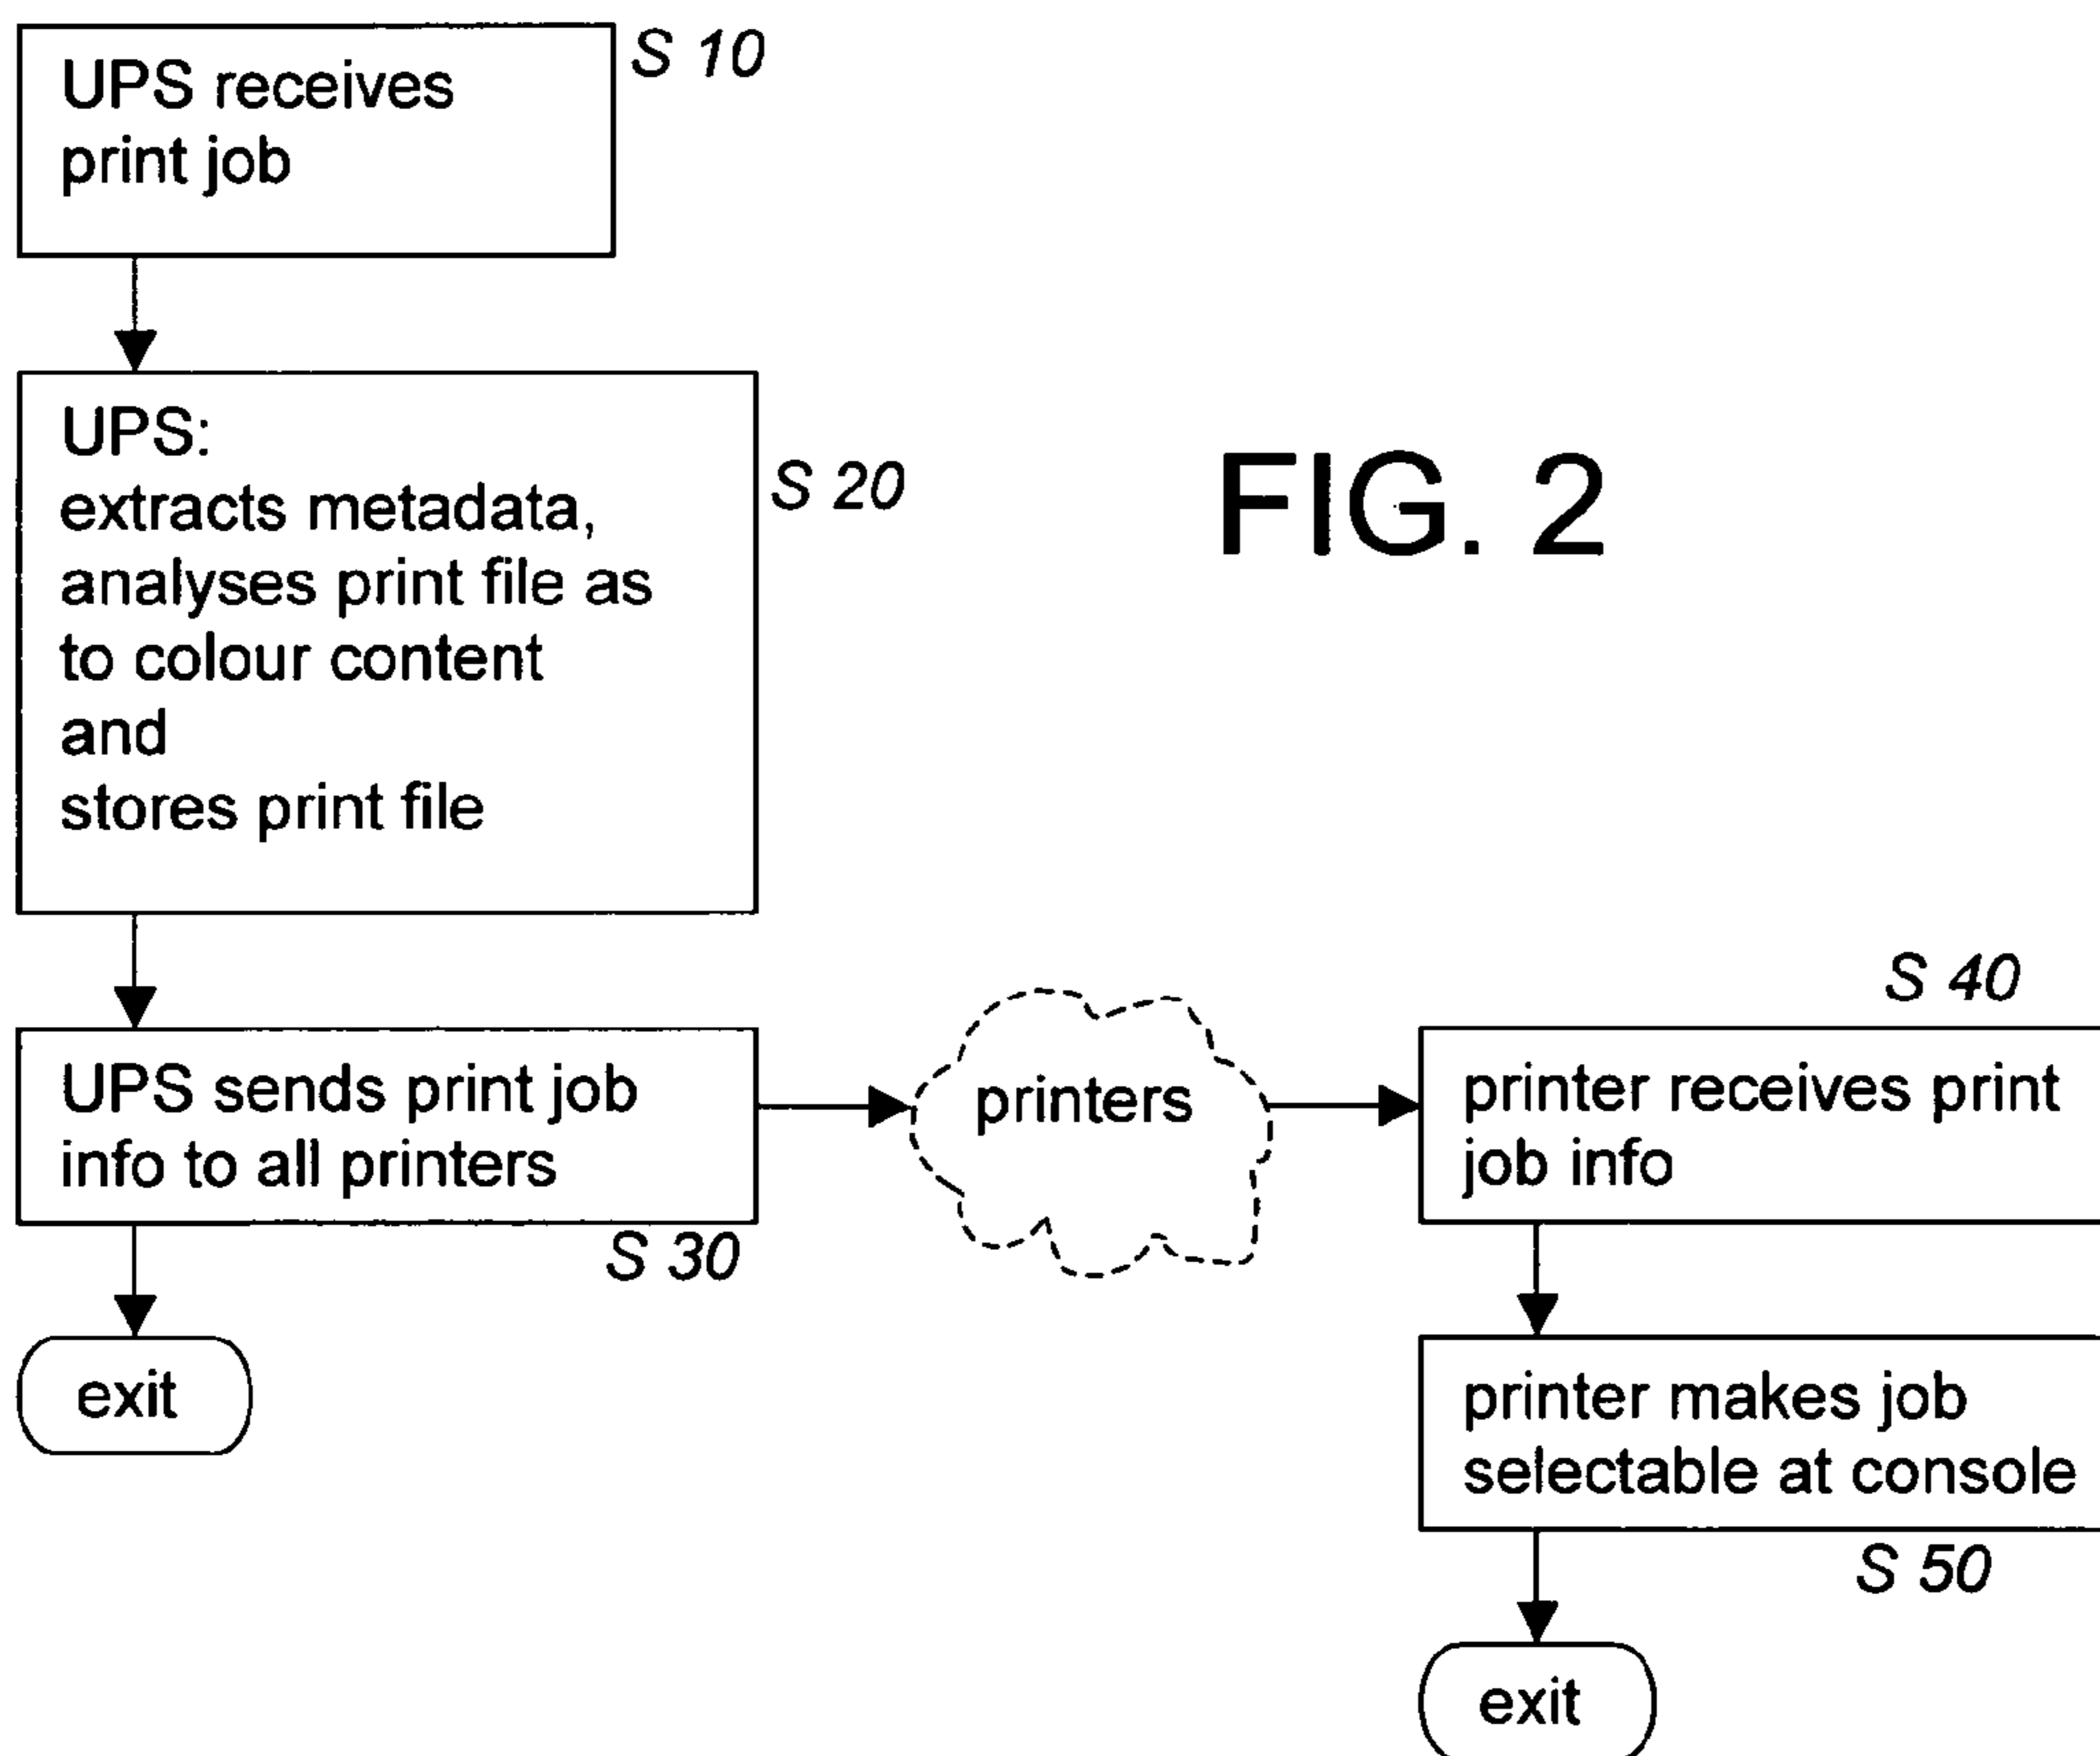 UPS receives
print job
S 10
UPS:
extracts metadata,
analyses print file as
to colour content
and
stores print file
S 20
FIG. 2
UPS sends print job
info to all printers
S 30
printers
S 40
printer receives print
job info
exit
printer makes job
selectable at console
S 50
exit